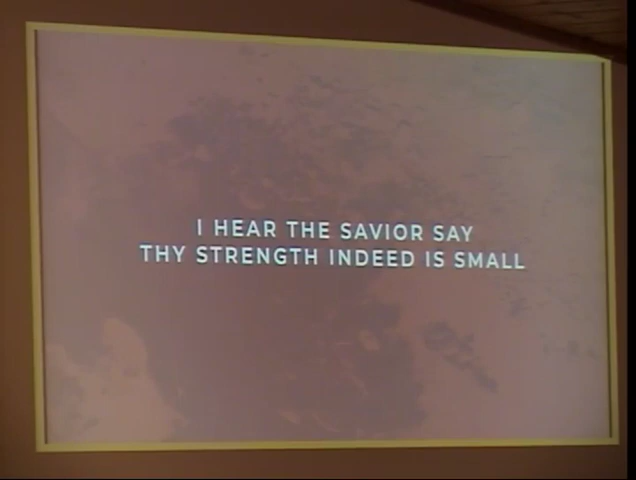 I HEAR THE SAVIOR SAY
THY STRENGTH INDEED IS SMALL